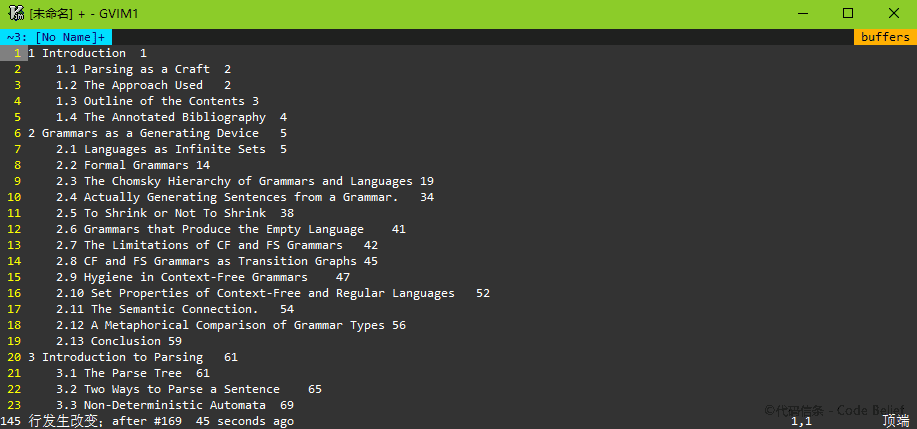 [未命名] + - GVIM1
~3: [No Name]+ buffers
1 1 Introduction 1
2 1.1 Parsing as a Craft 2
3 1.2 The Approach Used 2
4 1.3 Outline of the Contents 3
5 1.4 The Annotated Bibliography 4
6 2 Grammars as a Generating Device 5
7 2.1 Languages as Infinite Sets 5
8 2.2 Formal Grammars 14
9 2.3 The Chomsky Hierarchy of Grammars and Languages 19
10 2.4 Actually Generating Sentences from a Grammar. 34
11 2.5 To Shrink or Not To Shrink 38
12 2.6 Grammars that Produce the Empty Language 41
13 2.7 The Limitations of CF and FS Grammars 42
14 2.8 CF and FS Grammars as Transition Graphs 45
15 2.9 Hygiene in Context-Free Grammars 47
16 2.10 Set Properties of Context-Free and Regular Languages 52
17 2.11 The Semantic Connection. 54
18 2.12 A Metaphorical Comparison of Grammar Types 56
19 2.13 Conclusion 59
20 3 Introduction to Parsing 61
21 3.1 The Parse Tree 61
22 3.2 Two Ways to Parse a Sentence 65
23 3.3 Non-Deterministic Automata 69
©代码信条 - Code Belief
145 行发生改变; after #169 45 seconds ago 1,1 顶端